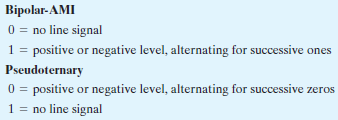 Bipolar-AMI
0 = no line signal
1 = positive or negative level, alternating for successive ones
Pseudoternary
0 = positive or negative level, alternating for successive zeros
1 = no line signal